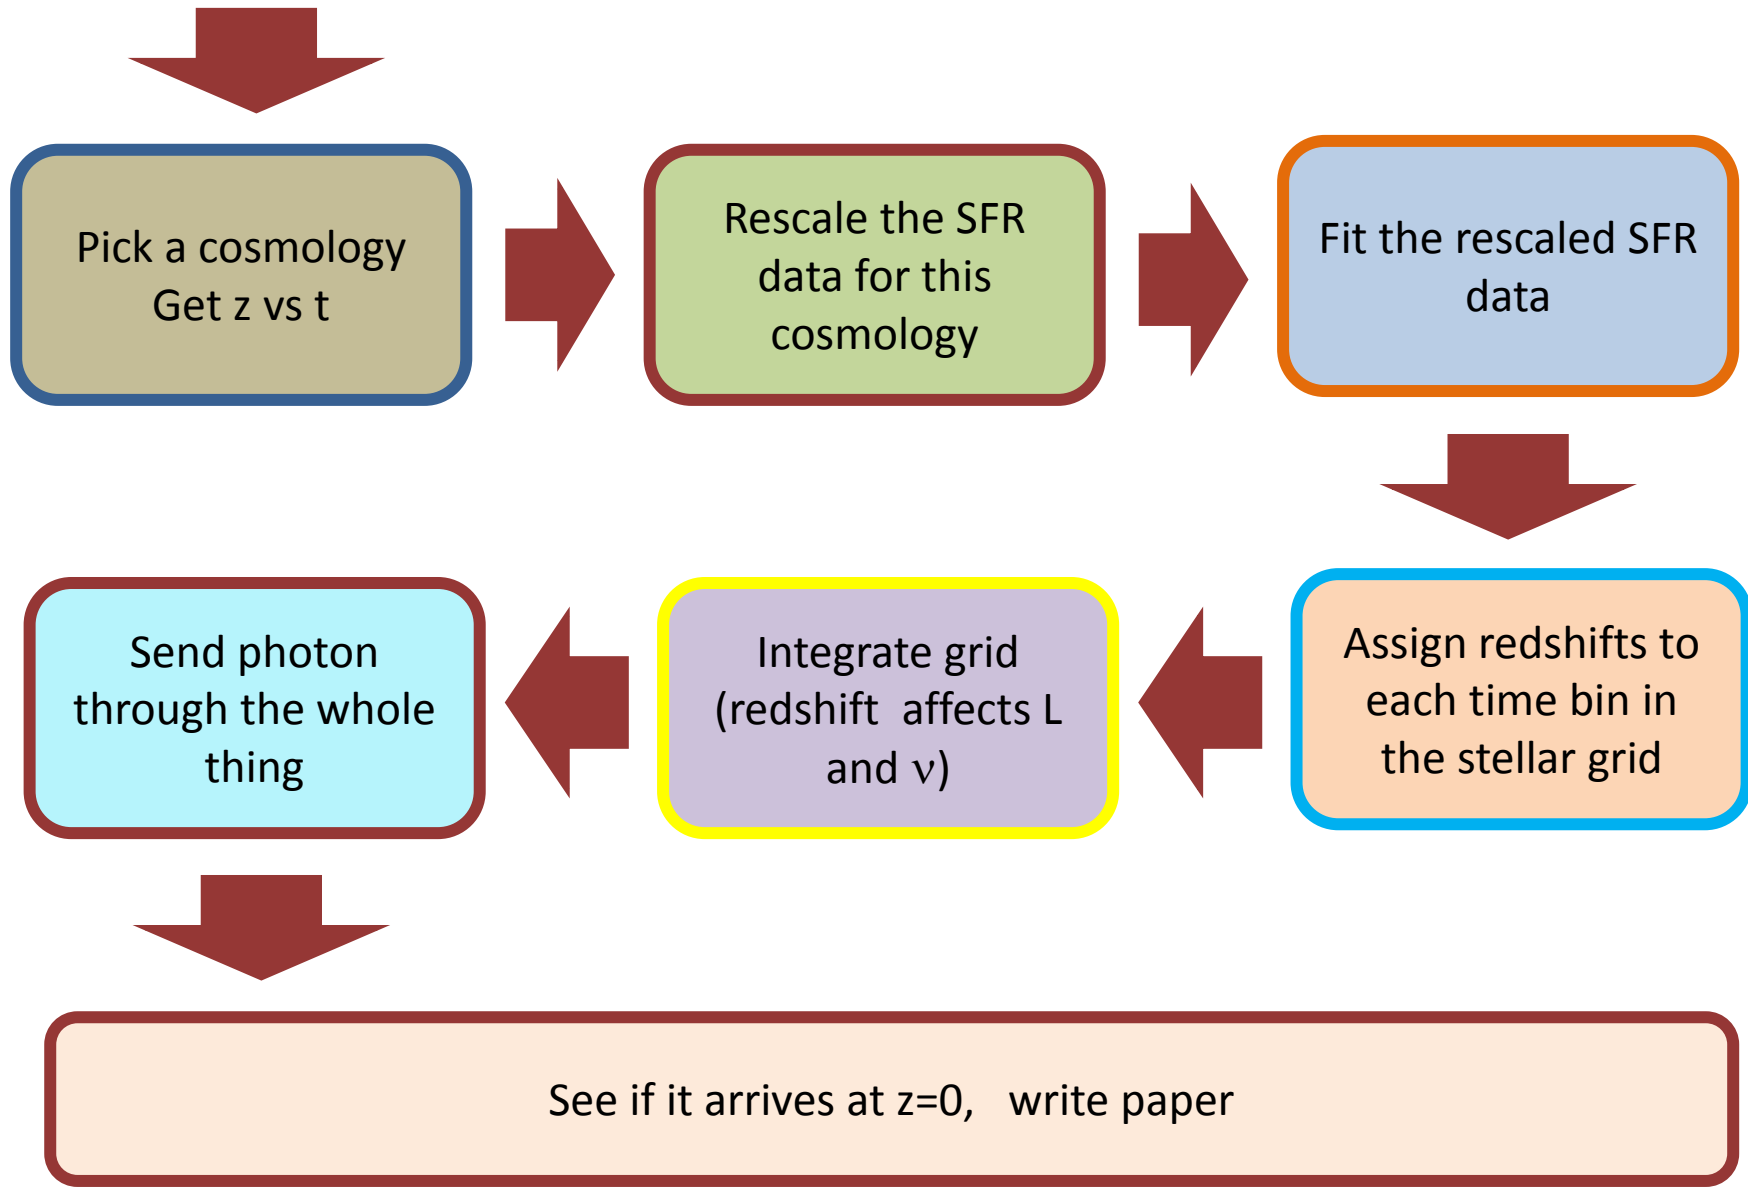 Pick a cosmology
Get z vs t
Rescale the SFR
data for this
cosmology
Fit the rescaled SFR
data
Assign redshifts to
each time bin in
the stellar grid
Integrate grid
(redshift  affects L
and ν)
Send photon
through the whole
thing
See if it arrives at z=0,   write paper